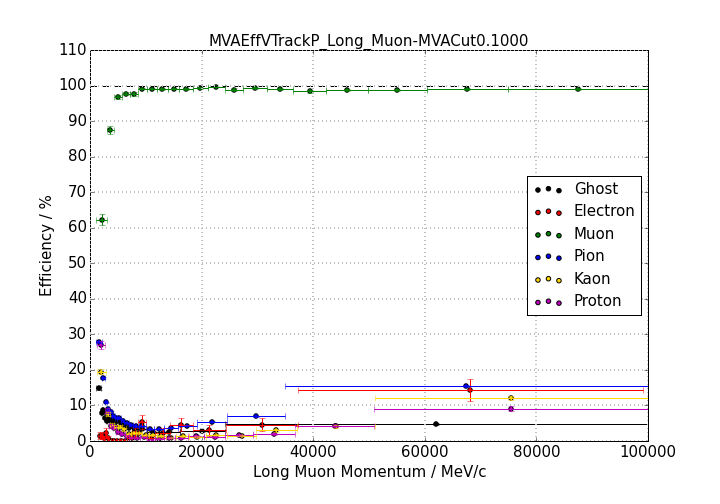 MVAEffVTrackP_Long_Muon-MVACut0.1000
110
100
90
80
70
60
50
40
30
20
10
0
Efficiency / %
Ghost
Electron
Muon
Pion
Kaon
Proton
0 20000 40000 60000 80000 100000
Long Muon Momentum / MeV/c